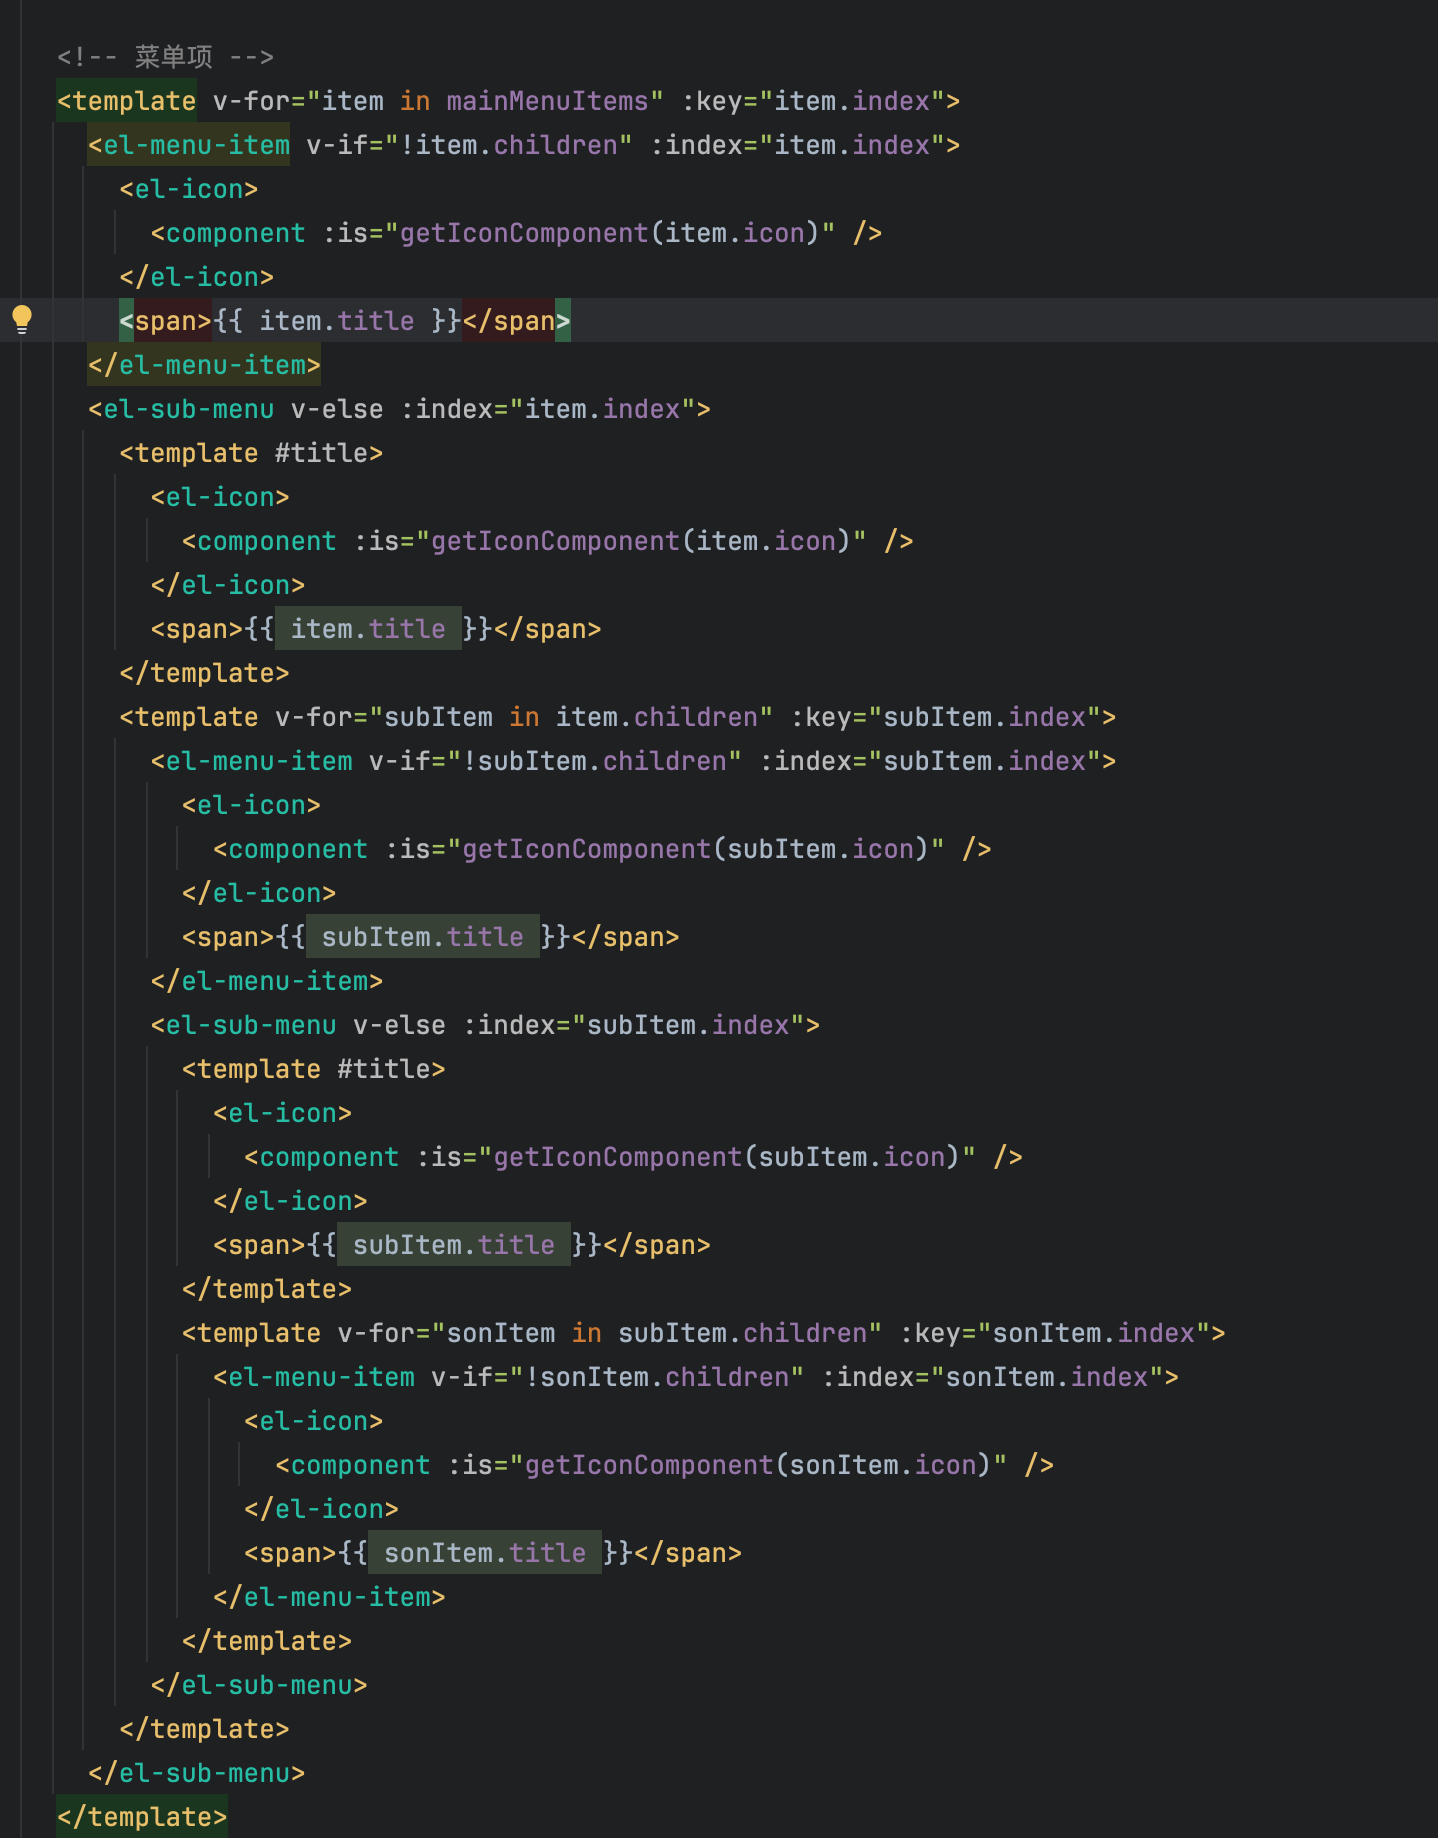 <!-- 菜单项 -->
<template v-for="item in mainMenuItems" :key="item.index">
<el-menu-item v-if="!item.children" :index="item.index">
<el-icon>
<component :is="getIconComponent(item.icon)" />
</el-icon>
<span>{{ item.title }}</span>
</el-menu-item>
<el-sub-menu v-else :index="item.index">
<template #title>
<el-icon>
<component :is="getIconComponent(item.icon)" />
</el-icon>
<span>{{ item.title }}</span>
</template>
<template v-for="subItem in item.children" :key="subItem.index">
<el-menu-item v-if="!subItem.children" :index="subItem.index">
<el-icon>
<component :is="getIconComponent(subItem.icon)" />
</el-icon>
<span>{{ subItem.title }}</span>
</el-menu-item>
<el-sub-menu v-else :index="subItem.index">
<template #title>
<el-icon>
<component :is="getIconComponent(subItem.icon)" />
</el-icon>
<span>{{ subItem.title }}</span>
</template>
<template v-for="sonItem in subItem.children" :key="sonItem.index">
<el-menu-item v-if="!sonItem.children" :index="sonItem.index">
<el-icon>
<component :is="getIconComponent(sonItem.icon)" />
</el-icon>
<span>{{ sonItem.title }}</span>
</el-menu-item>
</template>
</el-sub-menu>
</template>
</el-sub-menu>
</template>